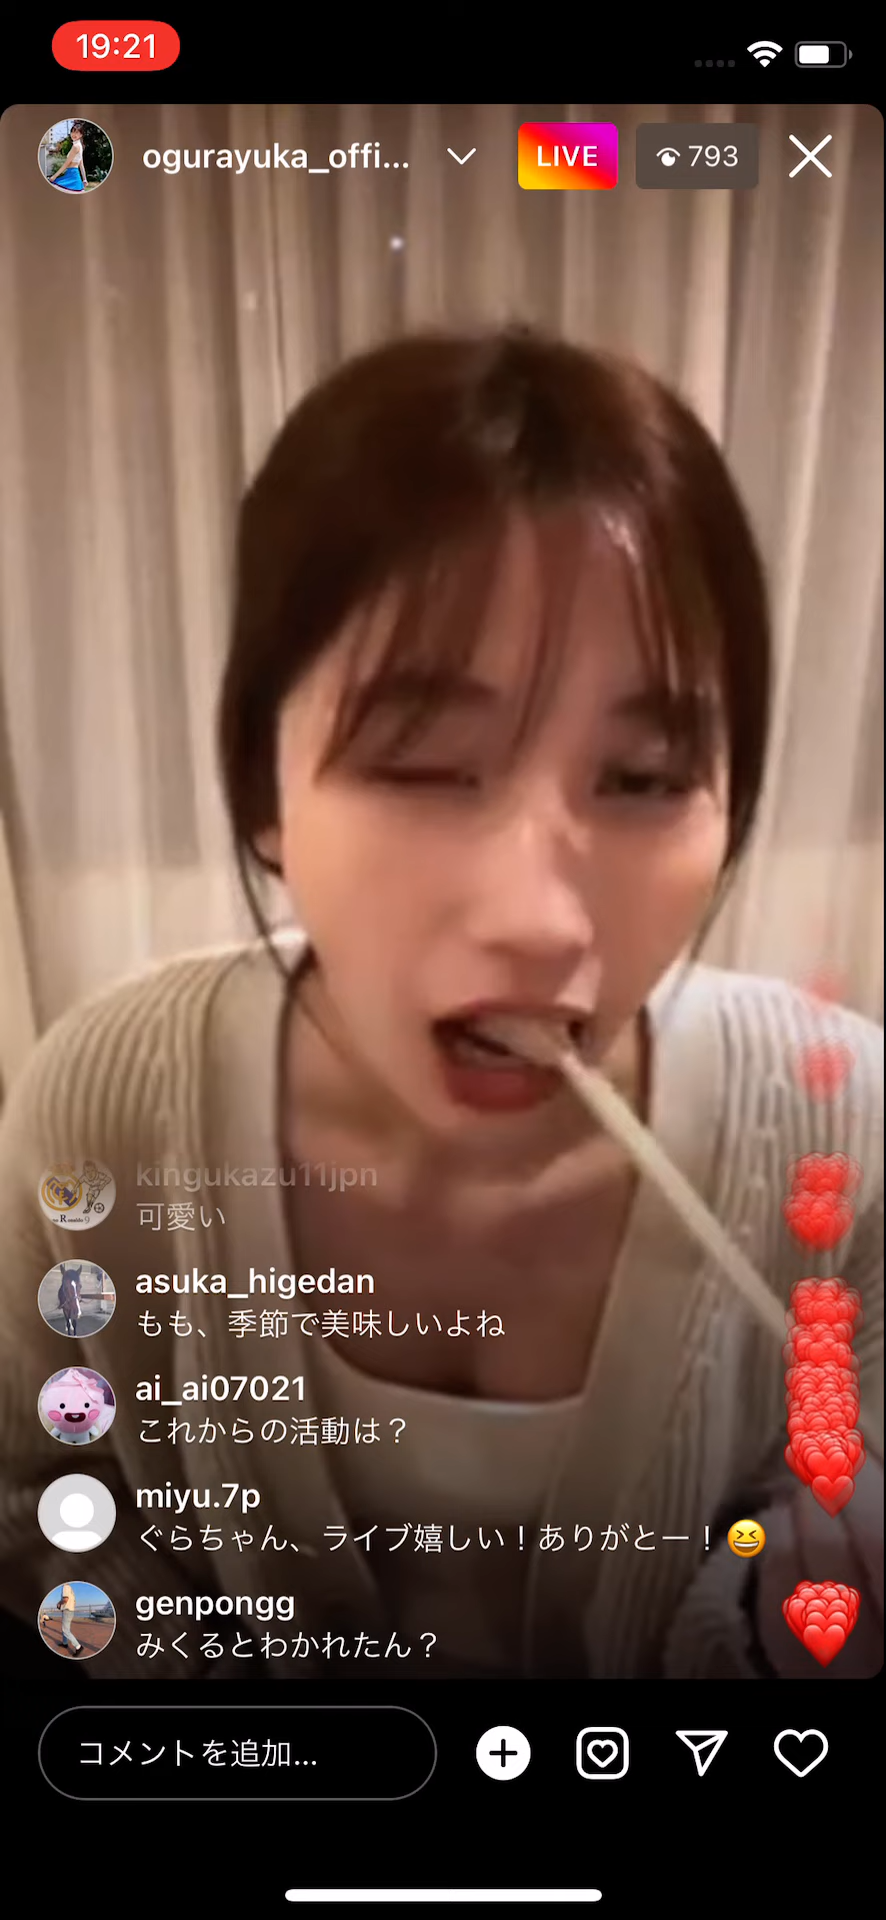 19:21
ogurayuka_offi...
LIVE
793
kingukazu11jpn
可愛い
asuka_higedan
もも、季節で美味しいよね
ai_ai07021
これからの活動は？
miyu.7p
ぐらちゃん、ライブ嬉しい！ありがとー！😆
genpongg
みくるとわかれたん？
コメントを追加...